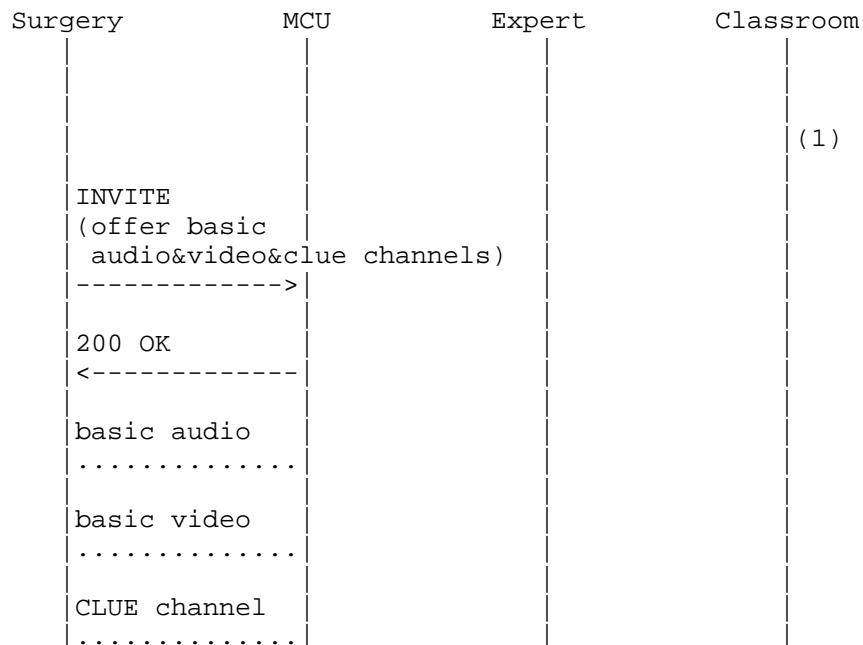 Surgery MCU Expert Classroom
(1)
INVITE
(offer basic
audio&video&clue channels)
------------->
200 OK
<-------------
basic audio
..............
basic video
..............
CLUE channel
..............